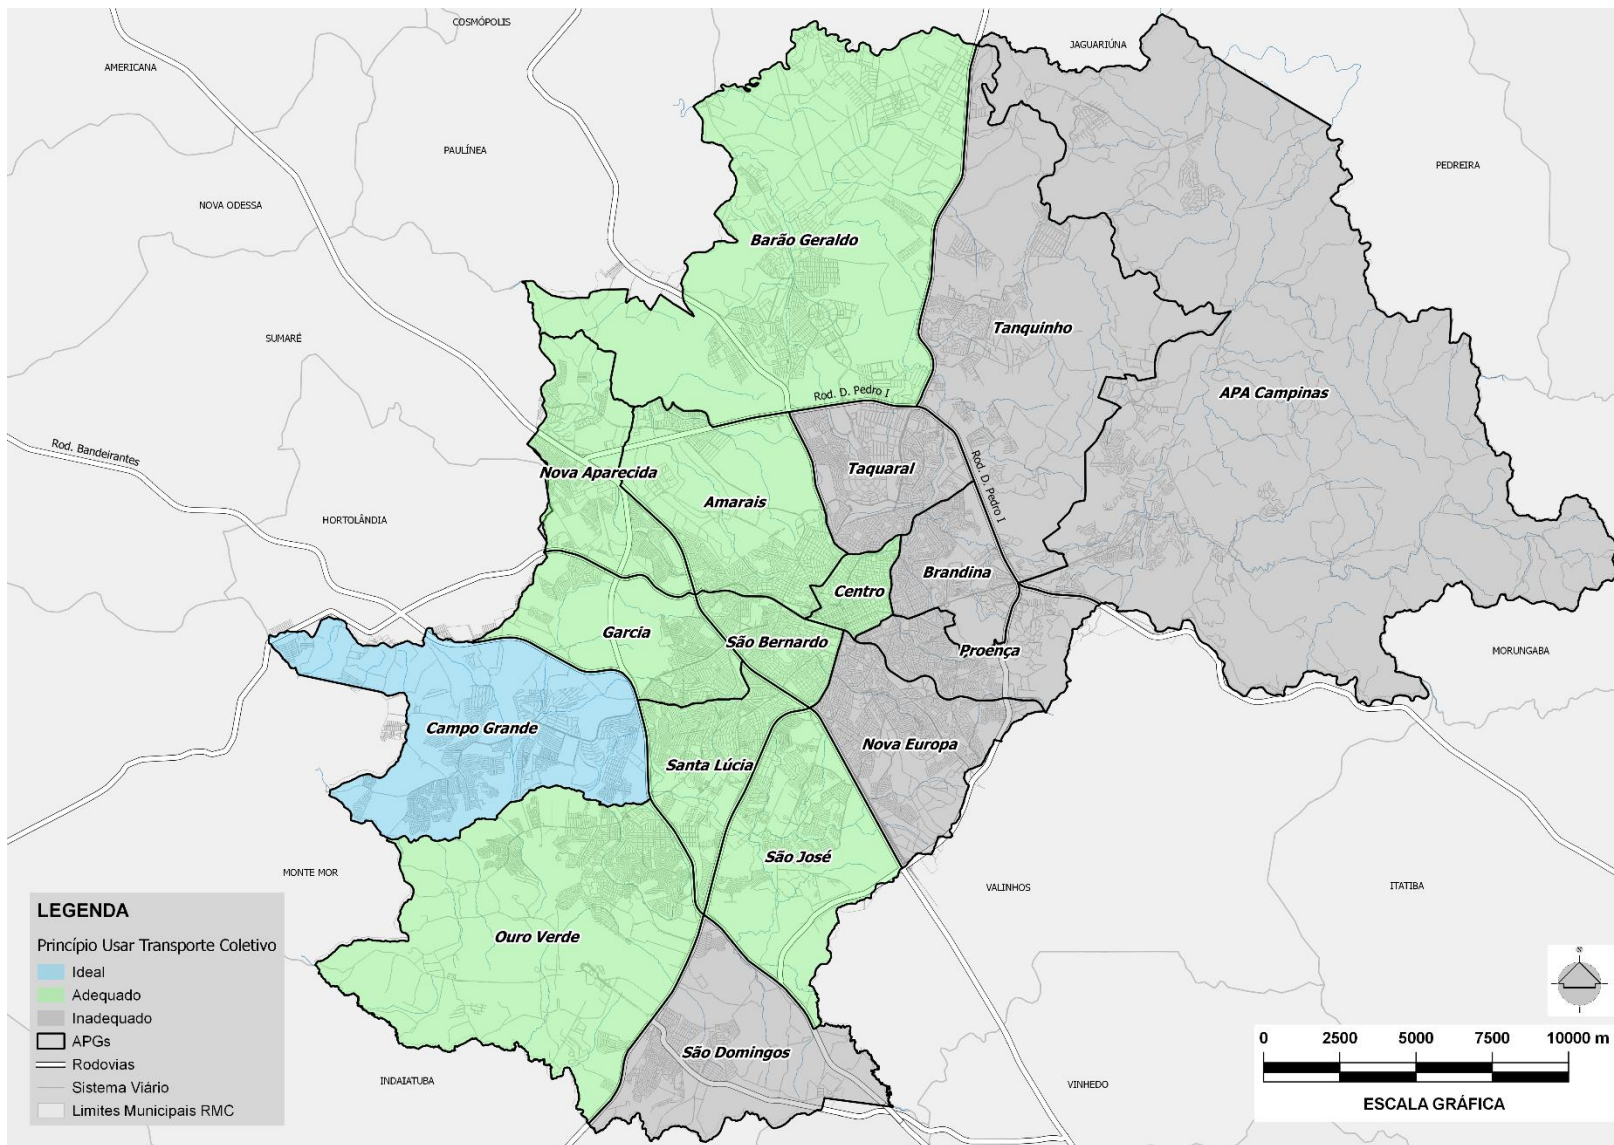 COSMÓPOLIS
JAGUARIÚNA
AMERICANA
PAULÍNEA
PEDREIRA
NOVA ODESSA
Barão Geraldo
Tanquinho
SUMARÉ
APA Campinas
Rod. D. Pedro I
Rod. Bandeirantes
Nova Aparecida
Taquaral
Rod. D. Pedro I
Amarais
HORTOLÂNDIA
Brandina
Centro
Garcia
São Bernardo
Proença
MORUNGABA
Campo Grande
Nova Europa
Santa Lúcia
São José
MONTE MOR
VALINHOS
ITATIBA
Ouro Verde
São Domingos
INDAIATUBA
VINHEDO
LEGENDA
Princípio Usar Transporte Coletivo
Ideal
Adequado
Inadequado
APGs
Rodovias
Sistema Viário
Limites Municipais RMC
N
0 2500 5000 7500 10000 m
ESCALA GRÁFICA